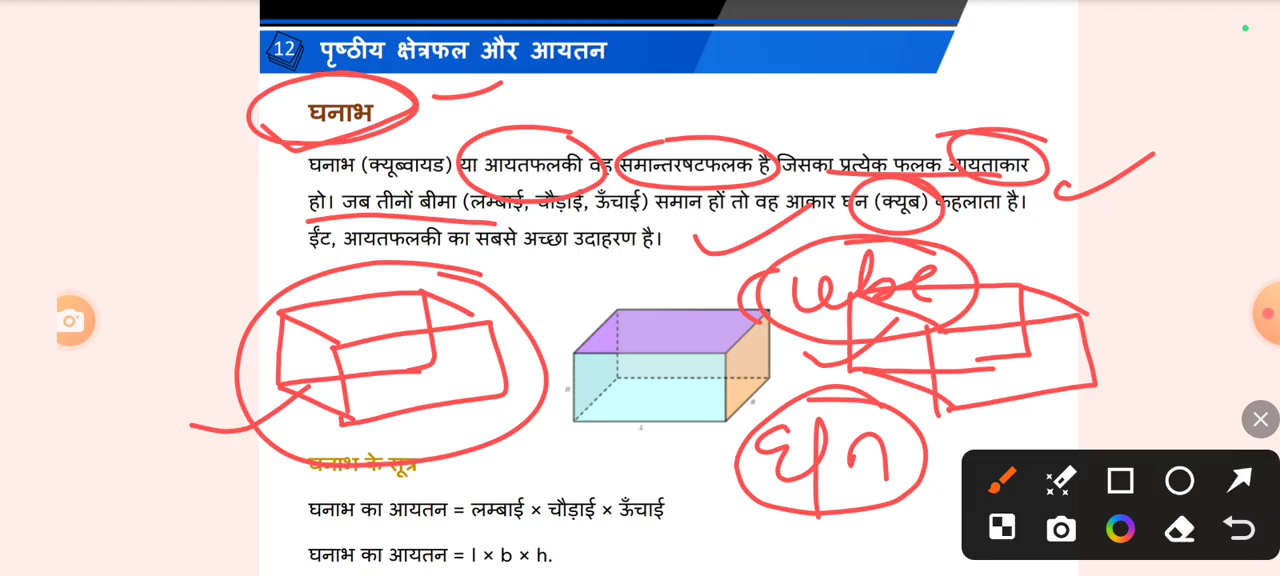 12 पृष्ठीय क्षेत्रफल और आयतन
घनाभ
घनाभ (क्यूब्वायड) या आयतफलकी वह समान्तरषटफलक है जिसका प्रत्येक फलक आयताकार
हो। जब तीनों बीमा (लम्बाई, चौड़ाई, ऊँचाई) समान हों तो वह आकार घन (क्यूब) कहलाता है।
ईंट, आयतफलकी का सबसे अच्छा उदाहरण है।
cube
घन
घनाभ के सूत्र
घनाभ का आयतन = लम्बाई × चौड़ाई × ऊँचाई
घनाभ का आयतन = l × b × h.